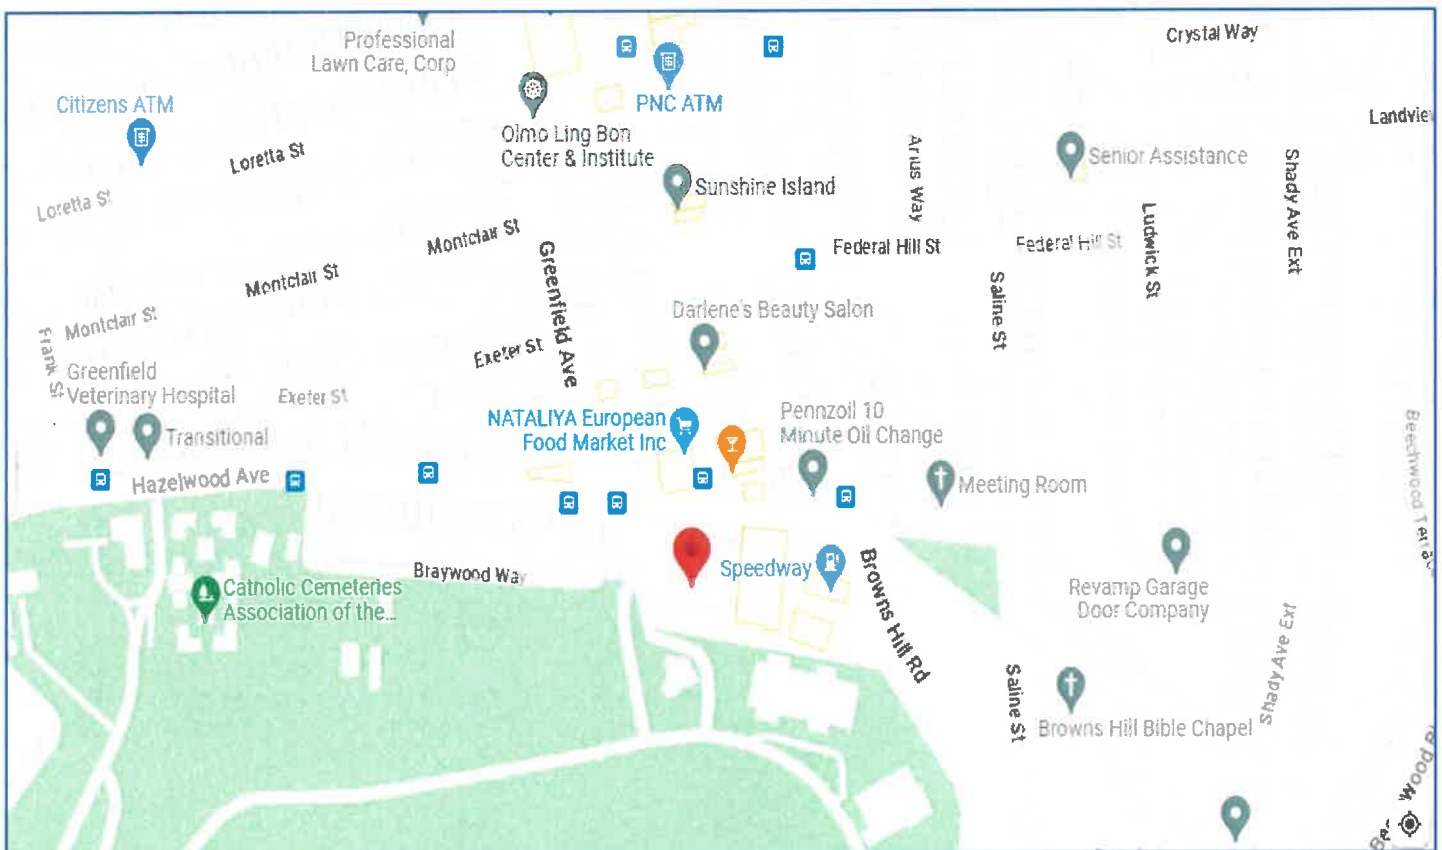 Crystal Way
Professional
Lawn Care, Corp
Citizens ATM
PNC ATM
Landview
Olmo Ling Bon
Center & Institute
Loretta St
Senior Assistance
Arius Way
Shady Ave Ext
Sunshine Island
Loretta St
Montclair St
Ludwick St
Federal Hill St
Federal Hill St
Greenfield Ave
Montclair St
Saline St
Darlene's Beauty Salon
Montclair St
Frank St
Exeter St
Greenfield
Veterinary Hospital
Exeter St
NATALIYA European
Food Market Inc
Pennzoil 10
Minute Oil Change
Transitional
Beechwood Terrace
Hazelwood Ave
Meeting Room
Speedway
Braywood Way
Browns Hill Rd
Catholic Cemeteries
Association of the...
Revamp Garage
Door Company
Shady Ave Ext
Saline St
Browns Hill Bible Chapel